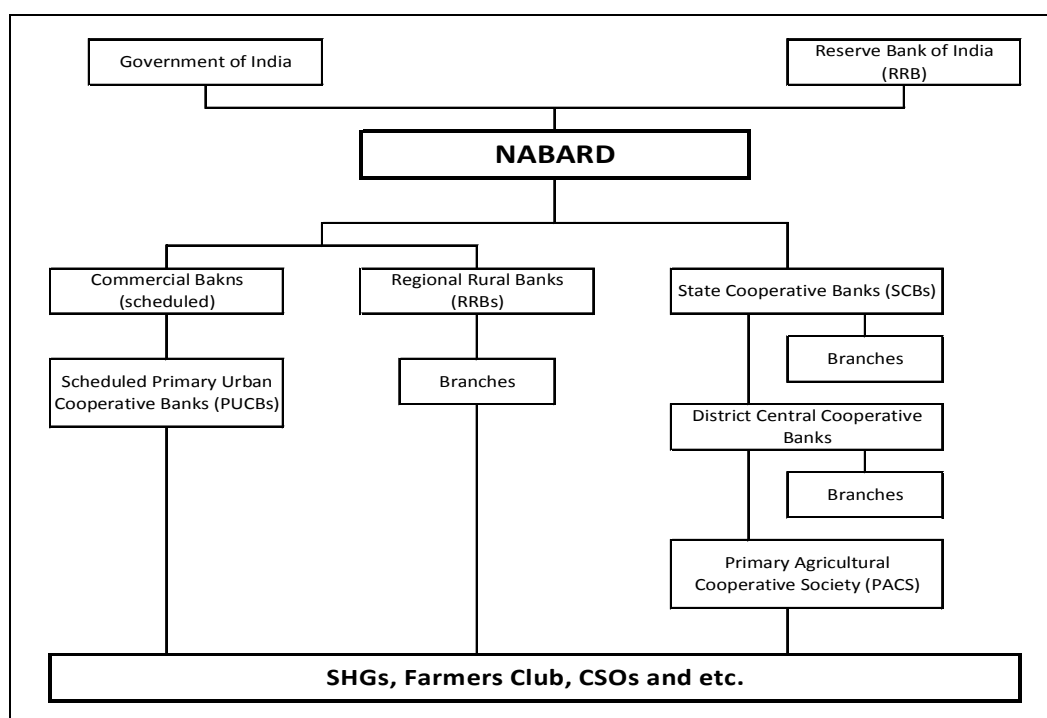 Government of India
Reserve Bank of India
(RRB)
NABARD
Commercial Bakns
(scheduled)
Regional Rural Banks
(RRBs)
State Cooperative Banks (SCBs)
Branches
Scheduled Primary Urban
Cooperative Banks (PUCBs)
Branches
District Central Cooperative
Banks
Branches
Primary Agricultural
Cooperative Society (PACS)
SHGs, Farmers Club, CSOs and etc.